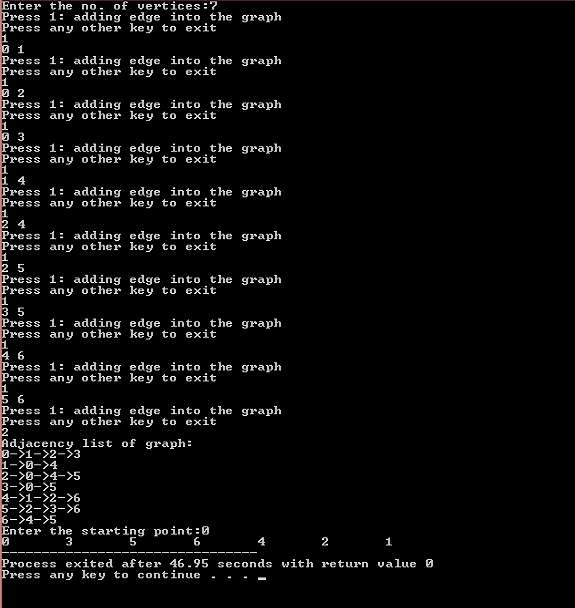 Enter the no. of vertices:7
Press 1: adding edge into the graph
Press any other key to exit
1
0 1
Press 1: adding edge into the graph
Press any other key to exit
1
0 2
Press 1: adding edge into the graph
Press any other key to exit
1
0 3
Press 1: adding edge into the graph
Press any other key to exit
1
1 4
Press 1: adding edge into the graph
Press any other key to exit
1
2 4
Press 1: adding edge into the graph
Press any other key to exit
1
2 5
Press 1: adding edge into the graph
Press any other key to exit
1
3 5
Press 1: adding edge into the graph
Press any other key to exit
1
4 6
Press 1: adding edge into the graph
Press any other key to exit
1
5 6
Press 1: adding edge into the graph
Press any other key to exit
2
Adjacency list of graph:
0->1->2->3
1->0->4
2->0->4->5
3->0->5
4->1->2->6
5->2->3->6
6->4->5
Enter the starting point:0
0 3 5 6 4 2 1
--------------------------------
Process exited after 46.95 seconds with return value 0
Press any key to continue . . . _